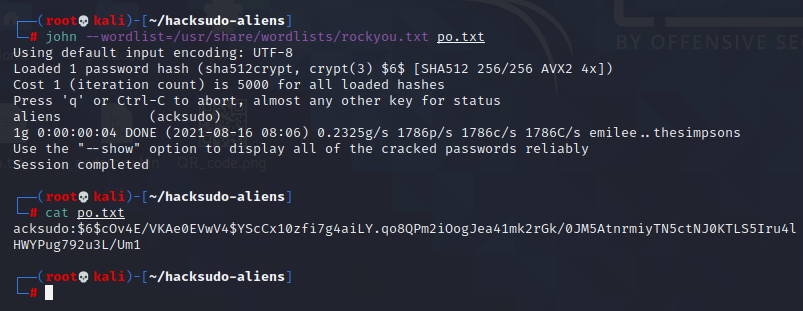 BY OFFENSIVE SE
┌──(root💀kali)-[~/hacksudo-aliens]
└─# john --wordlist=/usr/share/wordlists/rockyou.txt po.txt
Using default input encoding: UTF-8
Loaded 1 password hash (sha512crypt, crypt(3) $6$ [SHA512 256/256 AVX2 4x])
Cost 1 (iteration count) is 5000 for all loaded hashes
Press 'q' or Ctrl-C to abort, almost any other key for status
aliens           (acksudo)
1g 0:00:00:04 DONE (2021-08-16 08:06) 0.2325g/s 1786p/s 1786c/s 1786C/s emilee..thesimpsons
Use the "--show" option to display all of the cracked passwords reliably
Session completed
QR_code.png
┌──(root💀kali)-[~/hacksudo-aliens]
└─# cat po.txt
acksudo:$6$cOv4E/VKAe0EVwV4$YScCx10zfi7g4aiLY.qo8QPm2iOogJea41mk2rGk/0JM5AtnrmiyTN5ctNJ0KTLS5Iru4l
HWYPug792u3L/Um1
┌──(root💀kali)-[~/hacksudo-aliens]
└─#